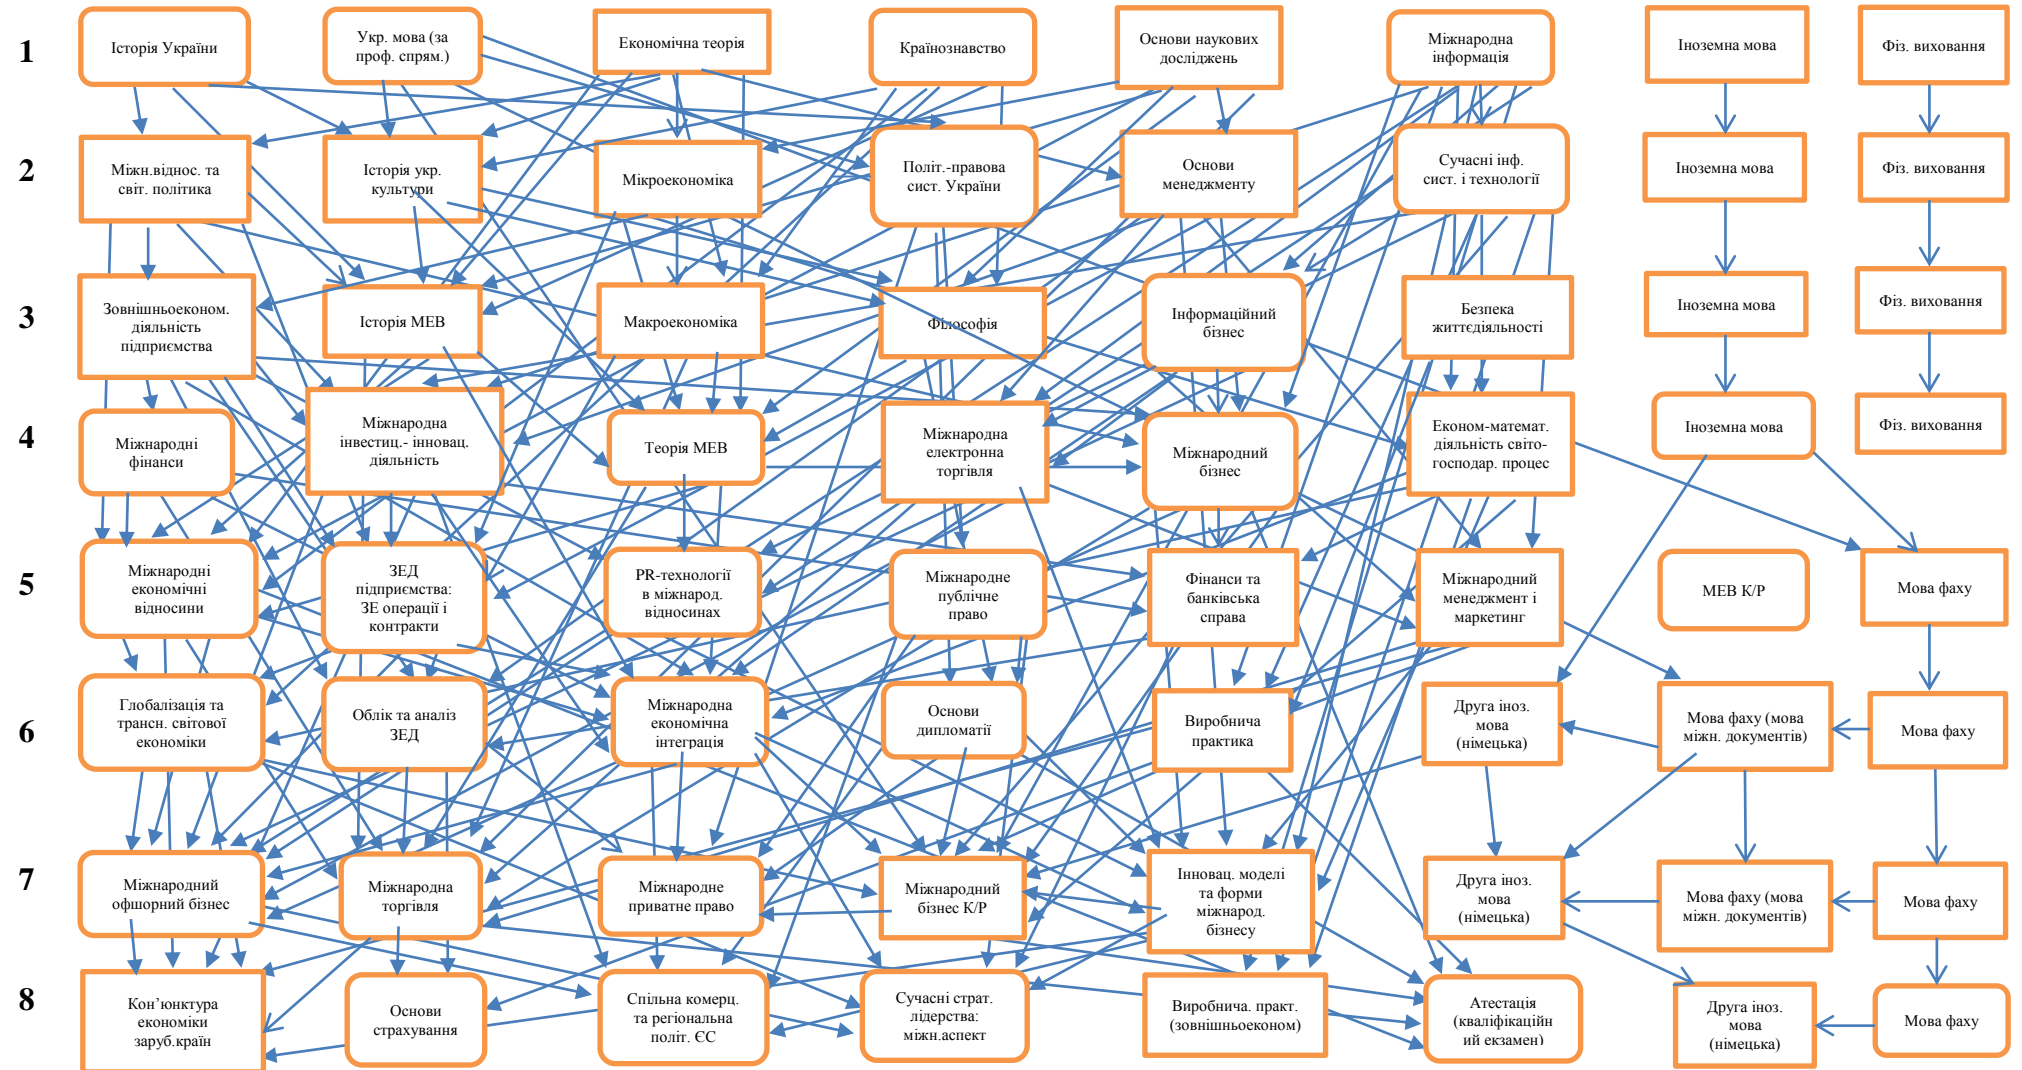 1
Історія України
Укр. мова (за
проф. спрям.)
Економічна теорія
Країнознавство
Основи наукових
досліджень
Міжнародна
інформація
Іноземна мова
Фіз. виховання
2
Міжн.віднос. та
світ. політика
Історія укр.
культури
Мікроекономіка
Політ.-правова
сист. України
Основи
менеджменту
Сучасні інф.
сист. і технології
Іноземна мова
Фіз. виховання
3
Зовнішньоеконом.
діяльність
підприємства
Історія МЕВ
Макроекономіка
Філософія
Інформаційний
бізнес
Безпека
життєдіяльності
Іноземна мова
Фіз. виховання
4
Міжнародні
фінанси
Міжнародна
інвестиц.- інновац.
діяльність
Теорія МЕВ
Міжнародна
електронна
торгівля
Міжнародний
бізнес
Економ-математ.
діяльність світо-
господар. процес
Іноземна мова
Фіз. виховання
5
Міжнародні
економічні
відносини
ЗЕД
підприємства:
ЗЕ операції і
контракти
PR-технології
в міжнарод.
відносинах
Міжнародне
публічне
право
Фінанси та
банківська
справа
Міжнародний
менеджмент і
маркетинг
МЕВ К/Р
Мова фаху
6
Глобалізація та
трансн. світової
економіки
Облік та аналіз
ЗЕД
Міжнародна
економічна
інтеграція
Основи
дипломатії
Виробнича
практика
Друга іноз.
мова
(німецька)
Мова фаху (мова
міжн. документів)
Мова фаху
7
Міжнародний
офшорний бізнес
Міжнародна
торгівля
Міжнародне
приватне право
Міжнародний
бізнес К/Р
Інновац. моделі
та форми
міжнарод.
бізнесу
Друга іноз.
мова
(німецька)
Мова фаху (мова
міжн. документів)
Мова фаху
8
Кон’юнктура
економіки
заруб.країн
Основи
страхування
Спільна комерц.
та регіональна
політ. ЄС
Сучасні страт.
лідерства:
міжн.аспект
Виробнича. практ.
(зовнішньоеконом)
Атестація
(кваліфікаційн
ий екзамен)
Друга іноз.
мова
(німецька)
Мова фаху